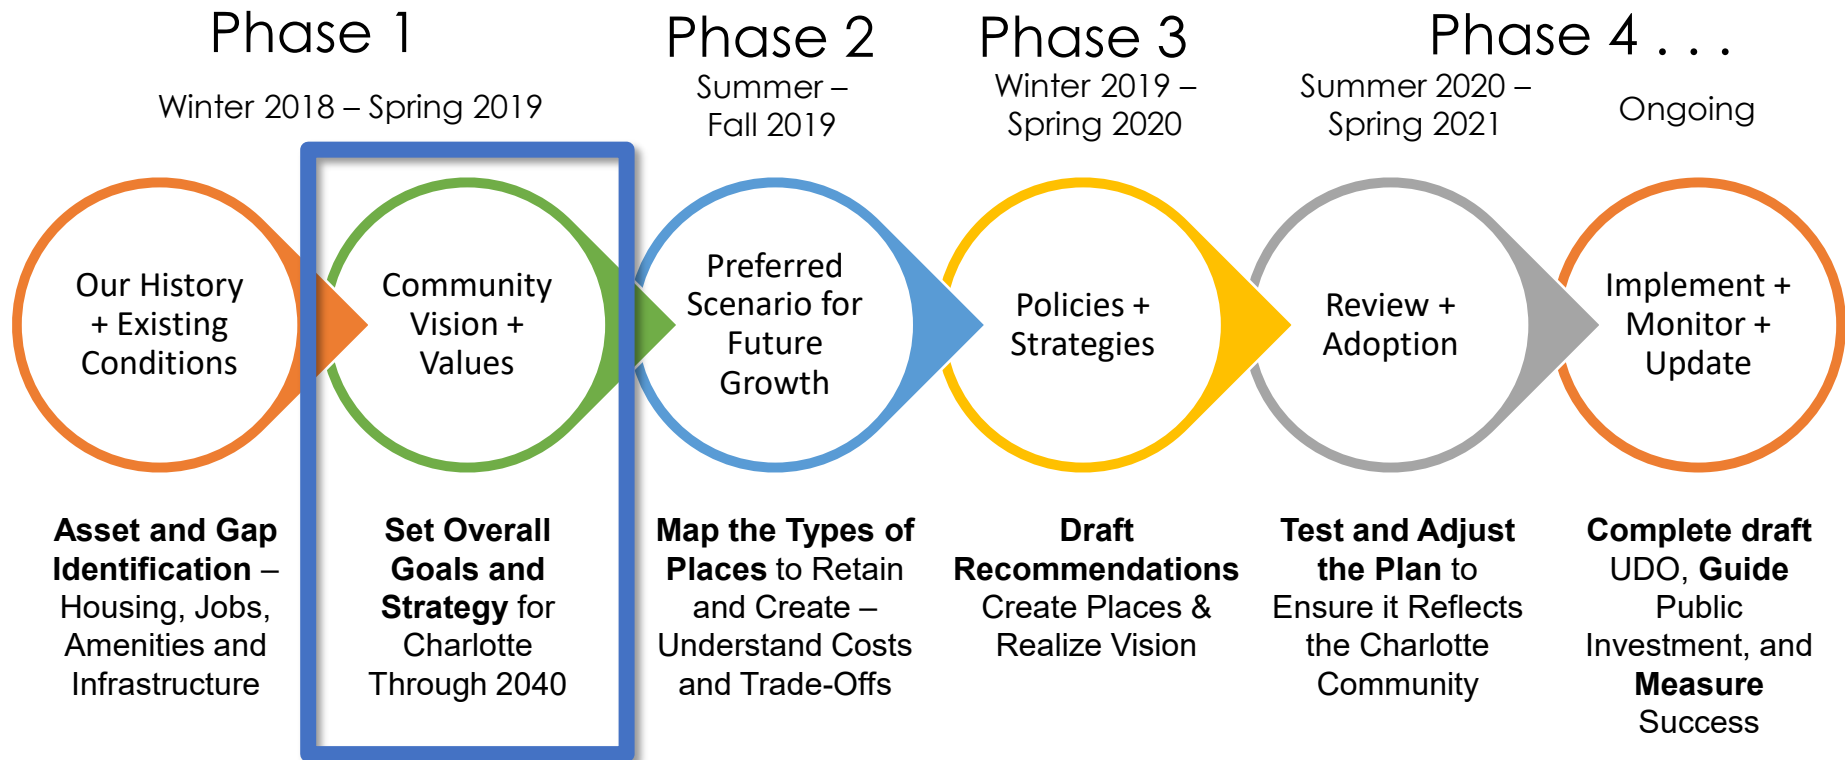 Phase 1
Winter 2018 – Spring 2019
Phase 2
Summer –
Fall 2019
Phase 3
Winter 2019 –
Spring 2020
Phase 4 . . .
Summer 2020 –
Spring 2021
Ongoing
Our History
+ Existing
Conditions
Community
Vision +
Values
Preferred
Scenario for
Future
Growth
Policies +
Strategies
Review +
Adoption
Implement +
Monitor +
Update
Asset and Gap
Identification –
Housing, Jobs,
Amenities and
Infrastructure
Set Overall
Goals and
Strategy for
Charlotte
Through 2040
Map the Types of
Places to Retain
and Create –
Understand Costs
and Trade-Offs
Draft
Recommendations
Create Places &
Realize Vision
Test and Adjust
the Plan to
Ensure it Reflects
the Charlotte
Community
Complete draft
UDO, Guide
Public
Investment, and
Measure
Success